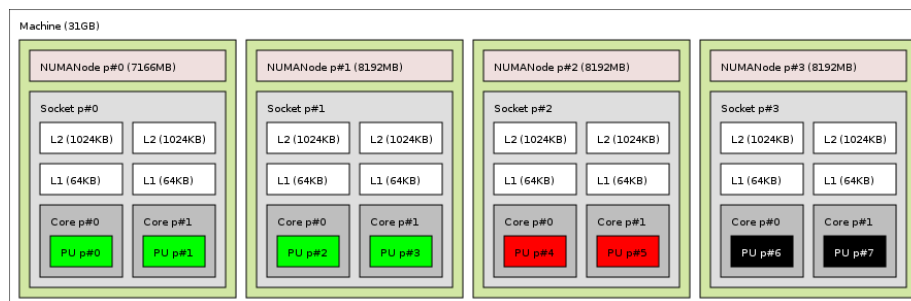 Machine (31GB)
NUMANode p#0 (7166MB)
Socket p#0
L2 (1024KB) L2 (1024KB)
L1 (64KB) L1 (64KB)
Core p#0 Core p#1
PU p#0 PU p#1
NUMANode p#1 (8192MB)
Socket p#1
L2 (1024KB) L2 (1024KB)
L1 (64KB) L1 (64KB)
Core p#0 Core p#1
PU p#2 PU p#3
NUMANode p#2 (8192MB)
Socket p#2
L2 (1024KB) L2 (1024KB)
L1 (64KB) L1 (64KB)
Core p#0 Core p#1
PU p#4 PU p#5
NUMANode p#3 (8192MB)
Socket p#3
L2 (1024KB) L2 (1024KB)
L1 (64KB) L1 (64KB)
Core p#0 Core p#1
PU p#6 PU p#7